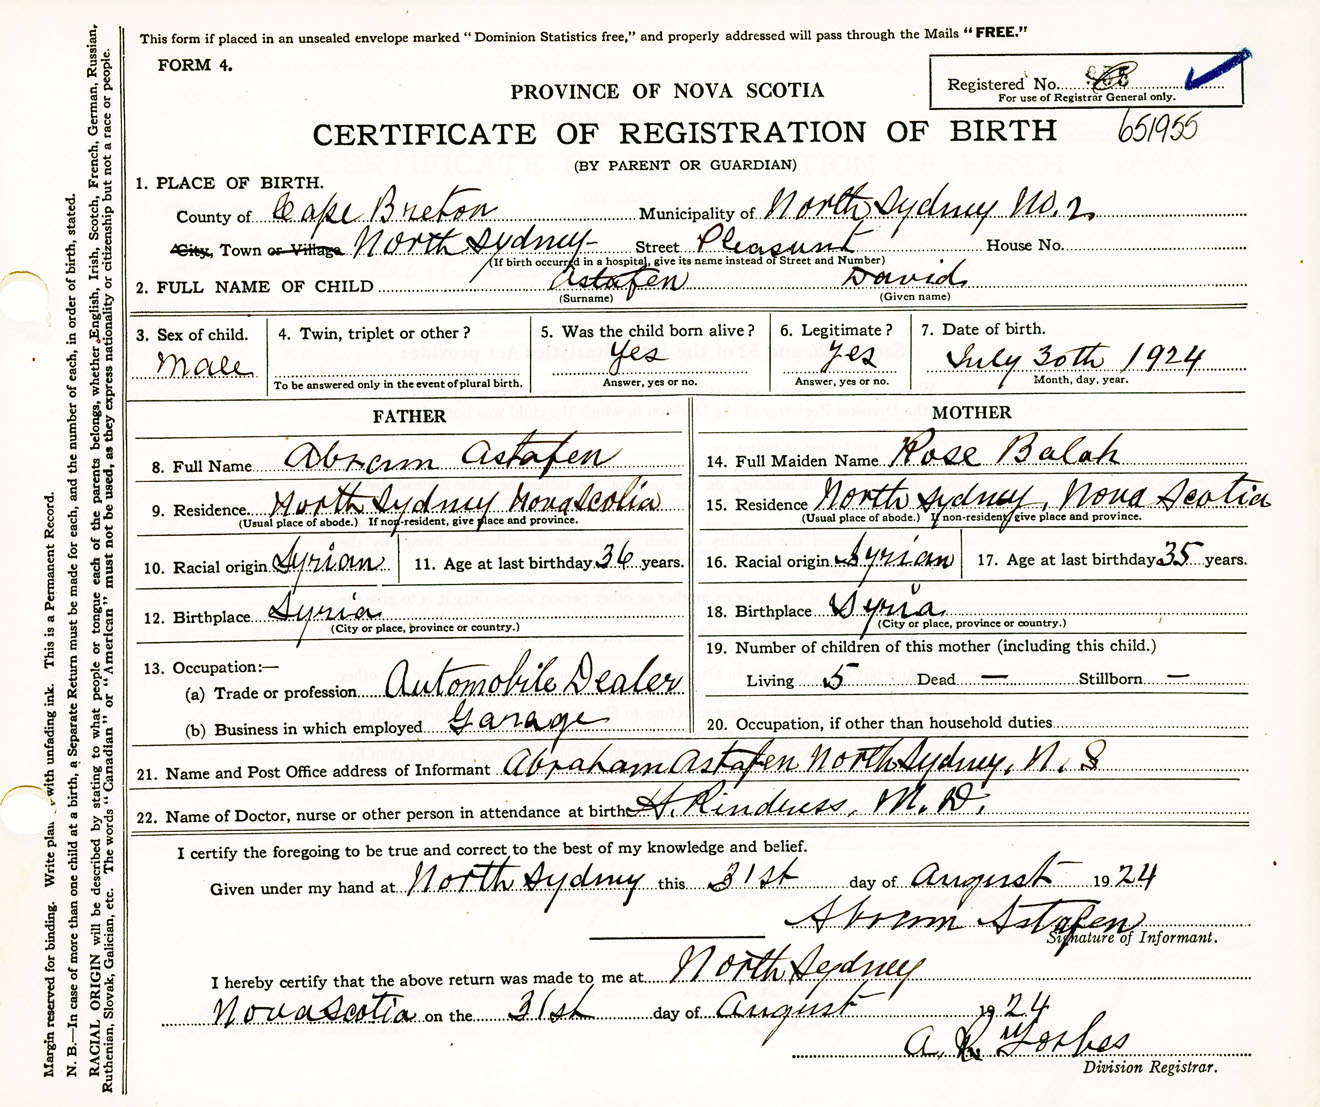 This form if placed in an unsealed envelope marked "Dominion Statistics free," and properly addressed will pass through the Mails "FREE."
FORM 4.
Registered No.
For use of Registrar General only.
PROVINCE OF NOVA SCOTIA
CERTIFICATE OF REGISTRATION OF BIRTH 651955
(BY PARENT OR GUARDIAN)
1. PLACE OF BIRTH.
County of Cape Breton Municipality of North Sydney No. 2
City, Town or Village North Sydney Street Pleasunt House No.
(If birth occurred in a hospital, give its name instead of Street and Number)
2. FULL NAME OF CHILD Astafen David
(Surname) (Given name)
3. Sex of child. 4. Twin, triplet or other? 5. Was the child born alive? 6. Legitimate? 7. Date of birth.
Male Yes Yes July 30th 1924
To be answered only in the event of plural birth. Answer, yes or no. Answer, yes or no. Month, day, year.
FATHER
8. Full Name Abram Astafen
9. Residence. North Sydney Nova Scotia
(Usual place of abode.) If non-resident, give place and province.
10. Racial origin Syrian 11. Age at last birthday 36 years.
12. Birthplace Syria
(City or place, province or country.)
13. Occupation:—
(a) Trade or profession Automobile Dealer
(b) Business in which employed Garage
MOTHER
14. Full Maiden Name Rose Balah
15. Residence North Sydney, Nova Scotia
(Usual place of abode.) If non-resident, give place and province.
16. Racial origin Syrian 17. Age at last birthday 35 years.
18. Birthplace Syria
(City or place, province or country.)
19. Number of children of this mother (including this child.)
Living 5 Dead — Stillborn —
20. Occupation, if other than household duties
21. Name and Post Office address of Informant Abraham Astafen North Sydney, N. S
22. Name of Doctor, nurse or other person in attendance at birth H. Rindress, M. D.
I certify the foregoing to be true and correct to the best of my knowledge and belief.
Given under my hand at North Sydney this 31st day of August 1924
Abram Astafen
Signature of Informant.
I hereby certify that the above return was made to me at North Sydney
Nova Scotia on the 31st day of August 1924
A. R. Forbes
Division Registrar.
Margin reserved for binding. Write with unfading ink. This is a Permanent Record.
N. B.—In case of more than one child at a birth, a Separate Return must be made for each, and the number of each, in order of birth, stated.
RACIAL ORIGIN will be described by stating to what people or tongue each of the parents belongs, whether English, Irish, Scotch, French, German, Russian,
Ruthenian, Slovak, Galician, etc. The words "Canadian" or "American" must not be used, as they express nationality or citizenship but not a race or people.